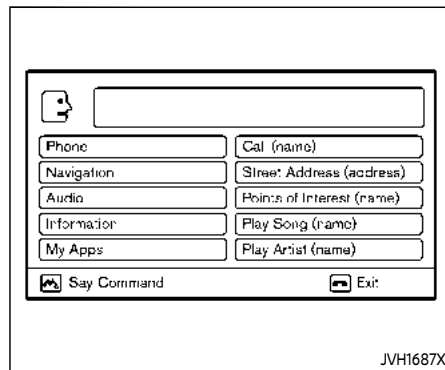 Phone
Call (name)
Navigation
Street Address (address)
Audio
Points of Interest (name)
Information
Play Song (name)
My Apps
Play Artist (name)
Say Command
Exit
JVH1687X